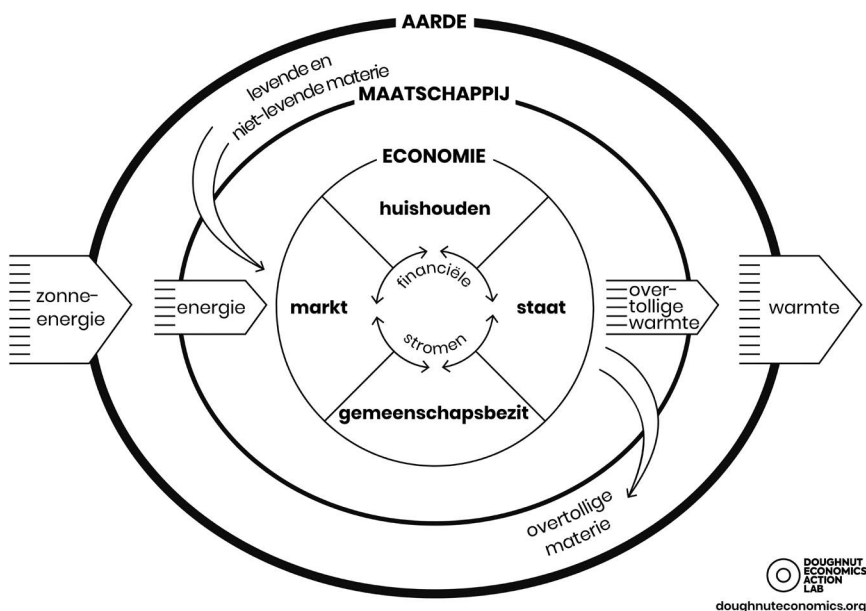 AARDE
levende en
niet-levende materie
MAATSCHAPPIJ
ECONOMIE
huishouden
financiële
zonne-
energie
energie
markt
staat
over-
tollige
warmte
warmte
stromen
gemeenschapsbezit
overtollige
materie
DOUGHNUT
ECONOMICS
ACTION
LAB
doughnuteconomics.org